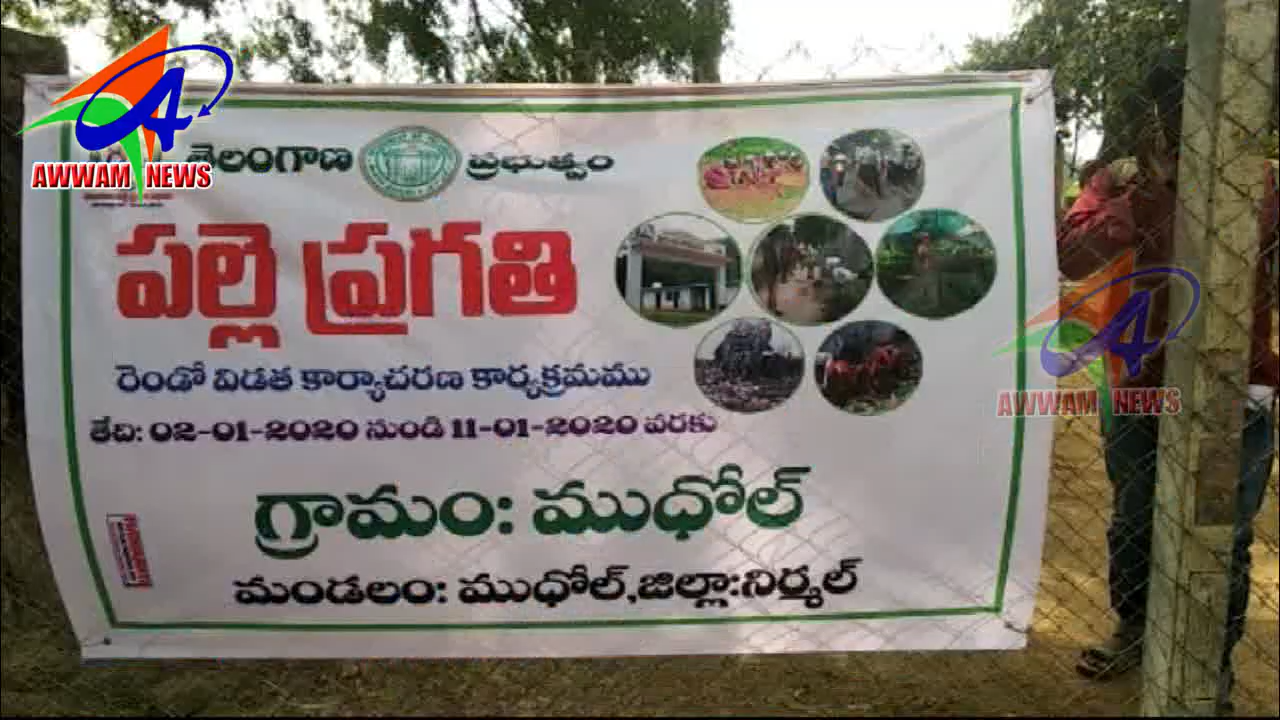 AWWAM NEWS
తెలంగాణ ప్రభుత్వం
పల్లె ప్రగతి
రెండో విడత కార్యాచరణ కార్యక్రమము
తేది: 02-01-2020 నుండి 11-01-2020 వరకు
గ్రామం: ముధోల్
మండలం: ముధోల్,జిల్లా:నిర్మల్
AWWAM NEWS